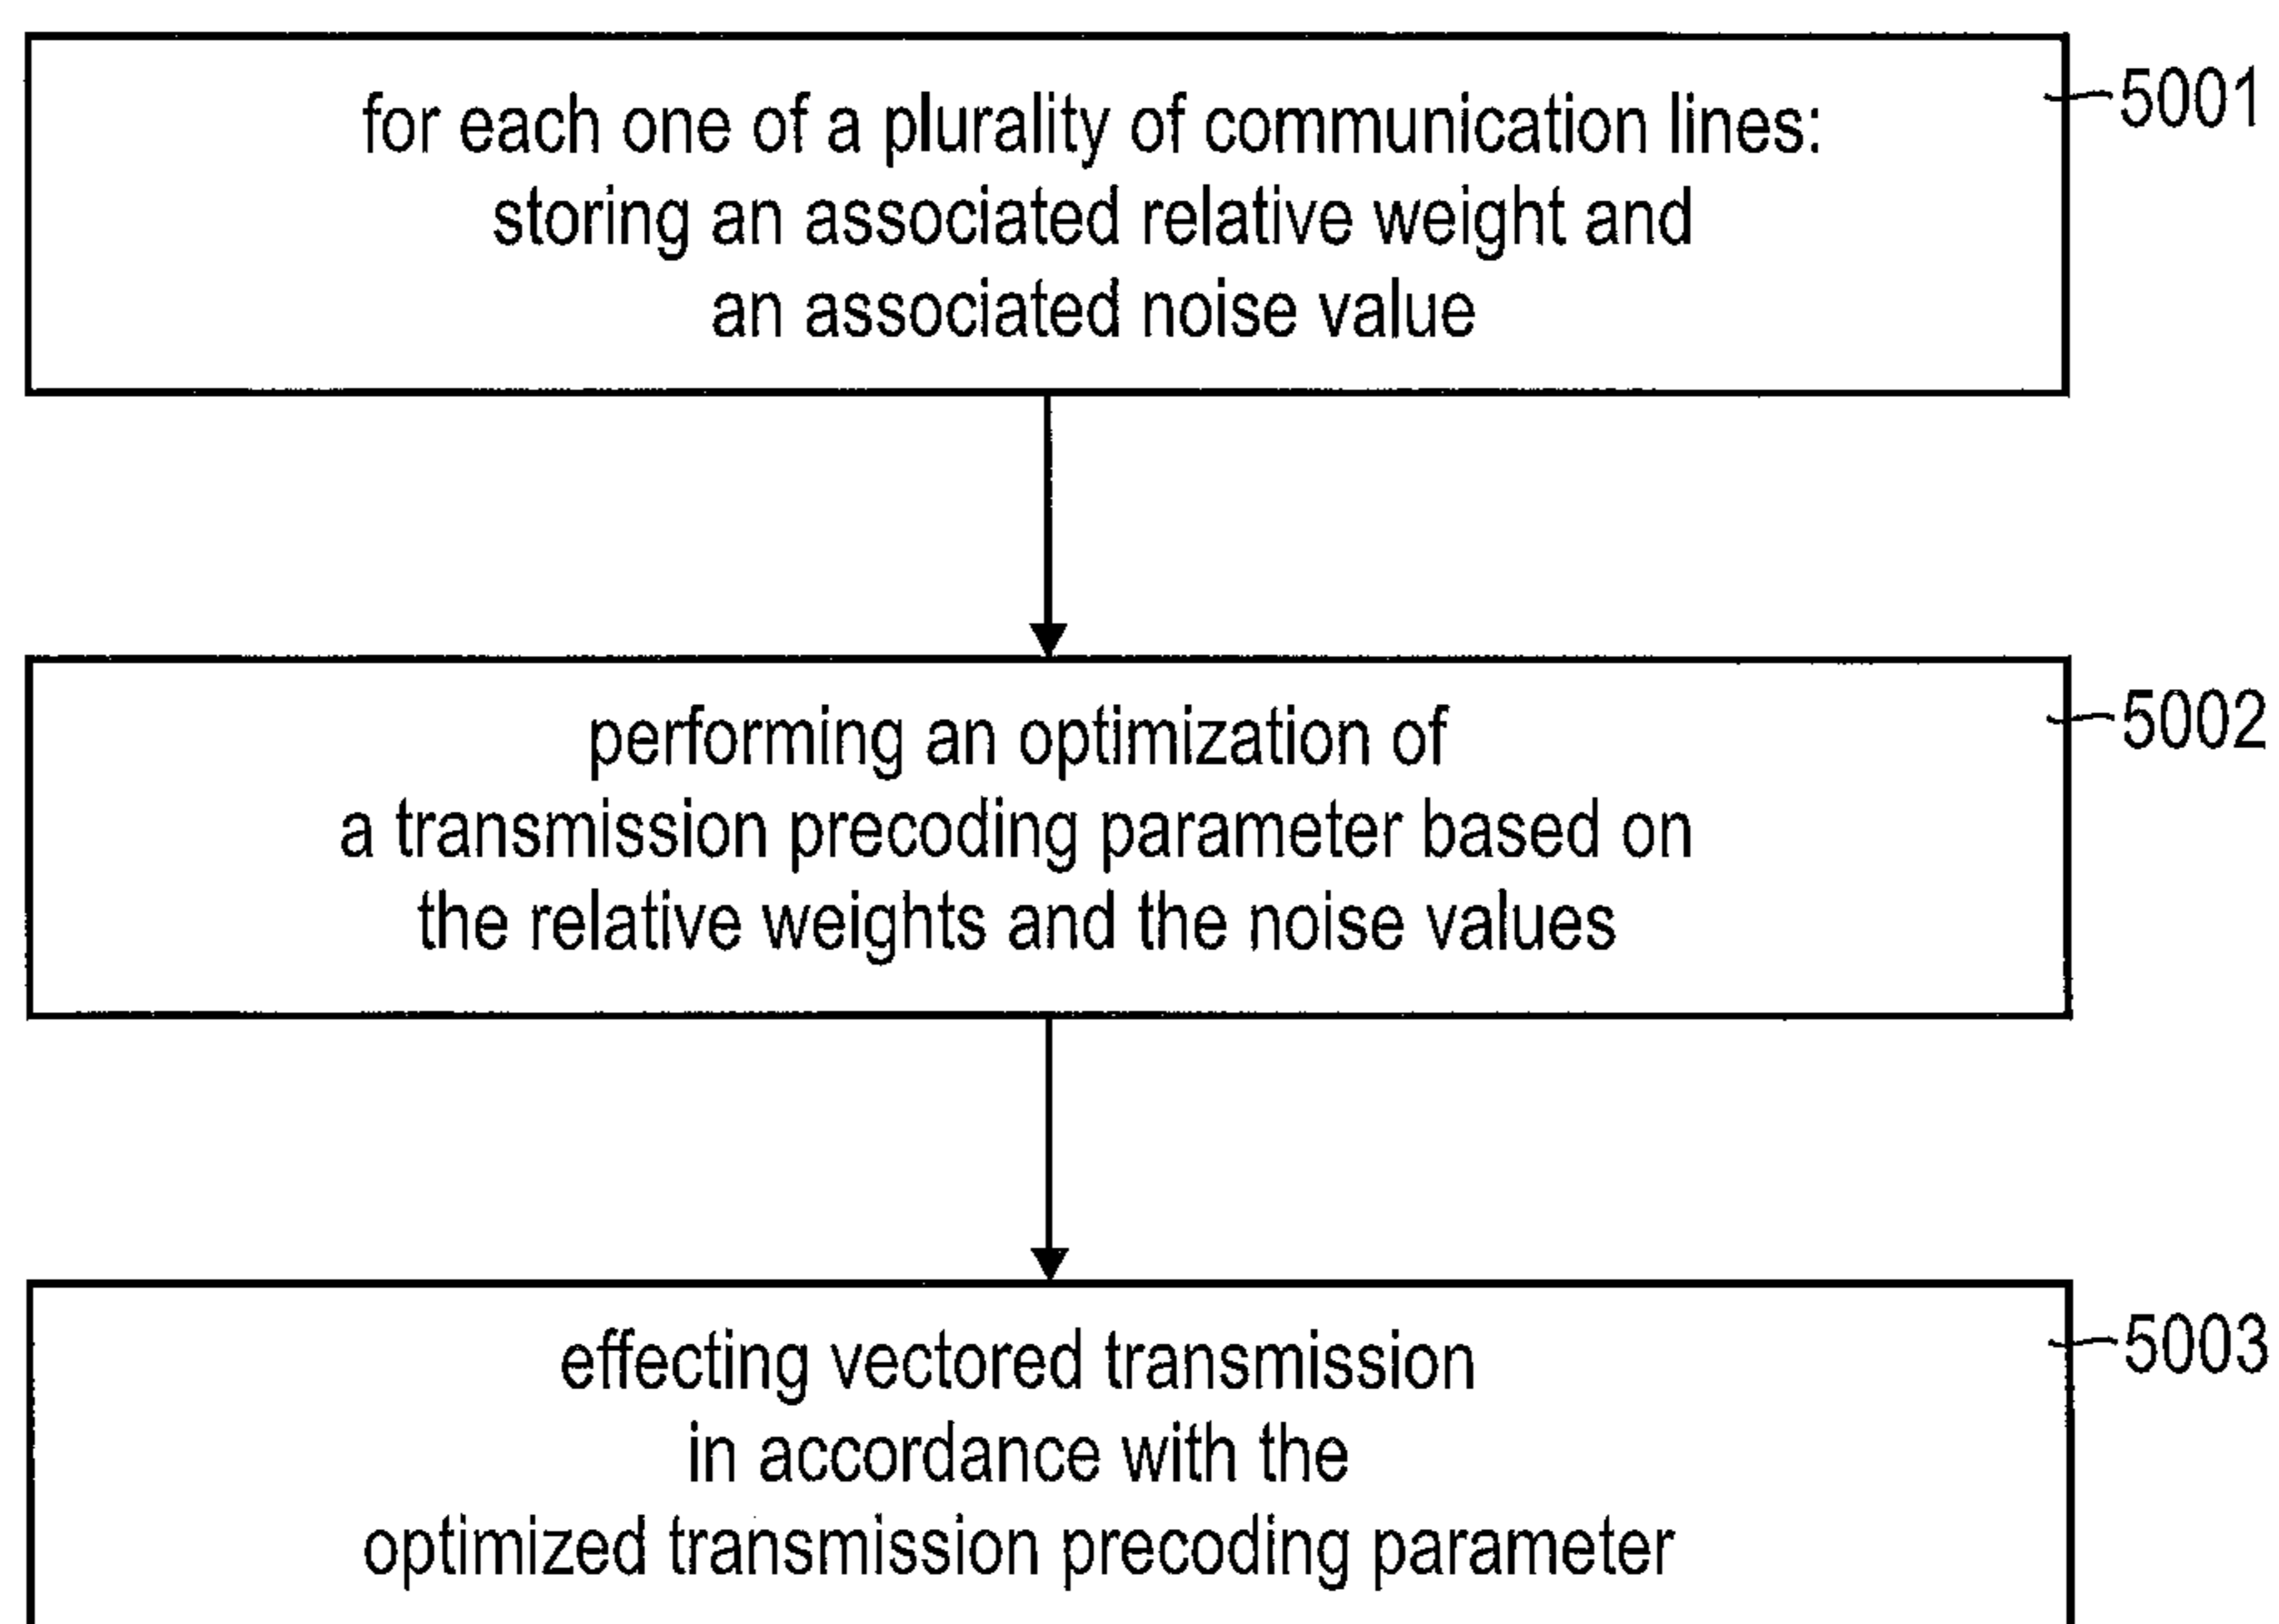 for each one of a plurality of communication lines:
storing an associated relative weight and
an associated noise value
5001
performing an optimization of
a transmission precoding parameter based on
the relative weights and the noise values
5002
effecting vectored transmission
in accordance with the
optimized transmission precoding parameter
5003